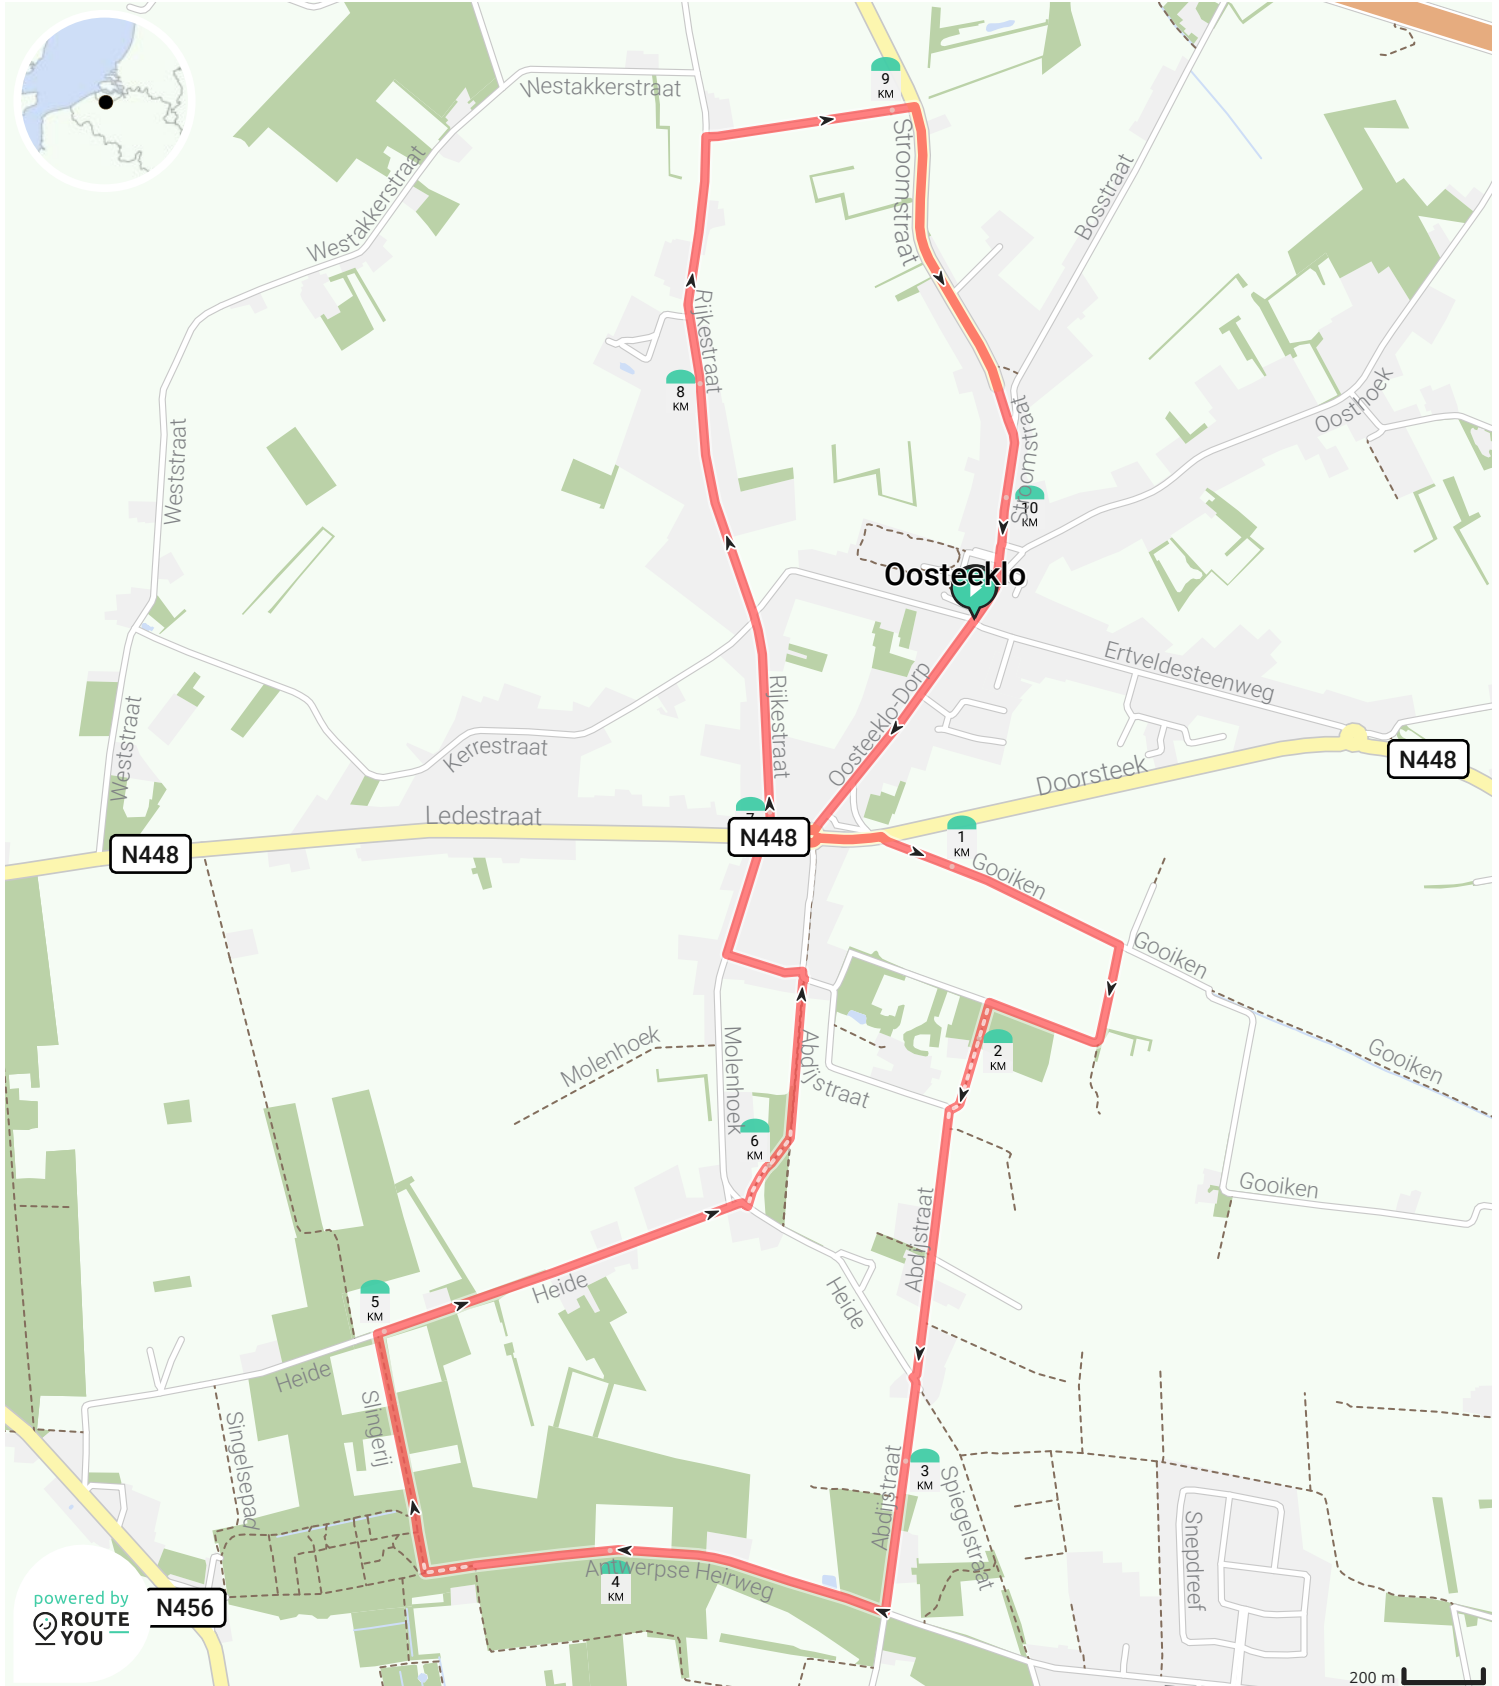 9
KM
Westakkerstraat
Stroomstraat
Westakkerstraat
Bosstraat
Rijkestraat
8
KM
Oosthoek
Stroomstraat
Weststraat
10
KM
Oosteeklo
Ertveldesteenweg
Oosteeklo-Dorp
Rijkestraat
Weststraat
Kerrestraat
N448
Doorsteek
Ledestraat
7
N448
N448
1
KM
Gooiken
Gooiken
Molenhoek
Molenhoek
Abdijstraat
2
KM
Gooiken
6
KM
Gooiken
Abdijstraat
Heide
Heide
5
KM
Heide
Slingerij
Singelsepad
Abdijstraat
3
KM
Spiegelstraat
Snepdreef
Antwerpse Heirweg
4
KM
powered by
ROUTE
YOU
N456
200 m